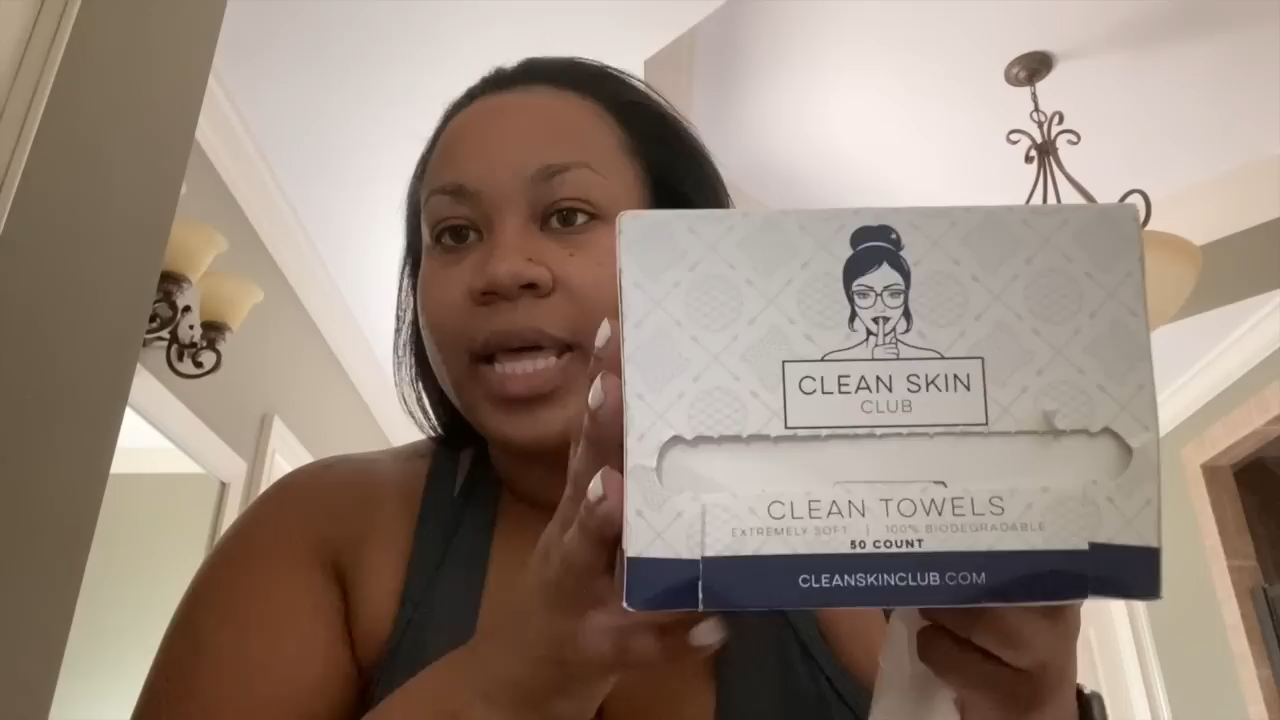 CLEAN SKIN
CLUB
CLEAN TOWELS
EXTREMELY SOFT | 100% BIODEGRADABLE
50 COUNT
CLEANSKINCLUB.COM